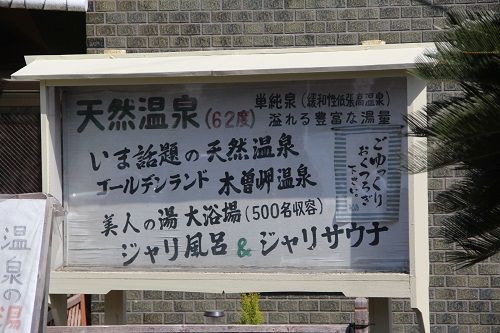 天然温泉(62度)
単純泉(緩和性低張高温泉)
溢れる豊富な湯量
いま話題の天然温泉
ゴールデンランド 木曽岬温泉
美人の湯 大浴場(500名収容)
ジャリ風呂&ジャリサウナ
ごゆっくり
おくつろぎ
下さい。
温泉の湯